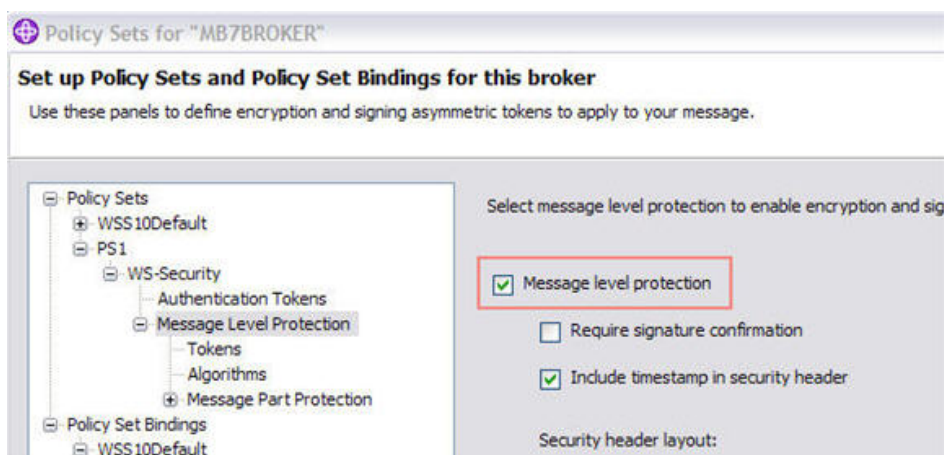 Policy Sets for "MB7BROKER"
Set up Policy Sets and Policy Set Bindings for this broker
Use these panels to define encryption and signing asymmetric tokens to apply to your message.
Policy Sets
WSS10Default
PS1
WS-Security
Authentication Tokens
Message Level Protection
Tokens
Algorithms
Message Part Protection
Policy Set Bindings
WSS10Default
Select message level protection to enable encryption and sig
Message level protection
Require signature confirmation
Include timestamp in security header
Security header layout: